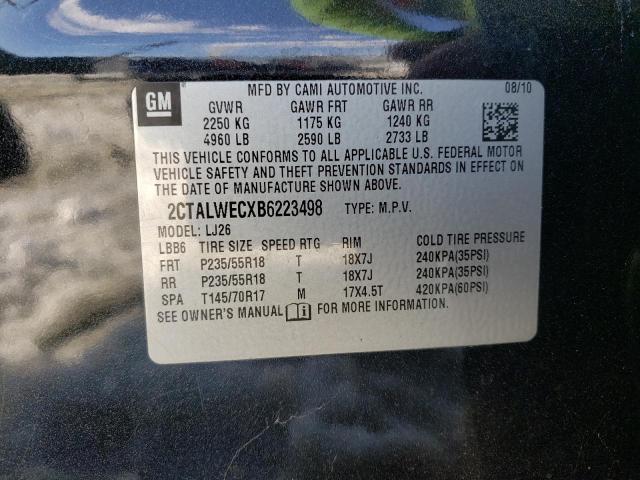 GM
MFD BY CAMI AUTOMOTIVE INC. 08/10
GVWR GAWR FRT GAWR RR
2250 KG 1175 KG 1240 KG
4960 LB 2590 LB 2733 LB
THIS VEHICLE CONFORMS TO ALL APPLICABLE U.S. FEDERAL MOTOR
VEHICLE SAFETY AND THEFT PREVENTION STANDARDS IN EFFECT ON
THE DATE OF MANUFACTURE SHOWN ABOVE.
2CTALWECXB6223498 TYPE: M.P.V.
MODEL: LJ26
LBB6 TIRE SIZE SPEED RTG RIM COLD TIRE PRESSURE
FRT P235/55R18 T 18X7J 240KPA(35PSI)
RR P235/55R18 T 18X7J 240KPA(35PSI)
SPA T145/70R17 M 17X4.5T 420KPA(60PSI)
SEE OWNER'S MANUAL FOR MORE INFORMATION.